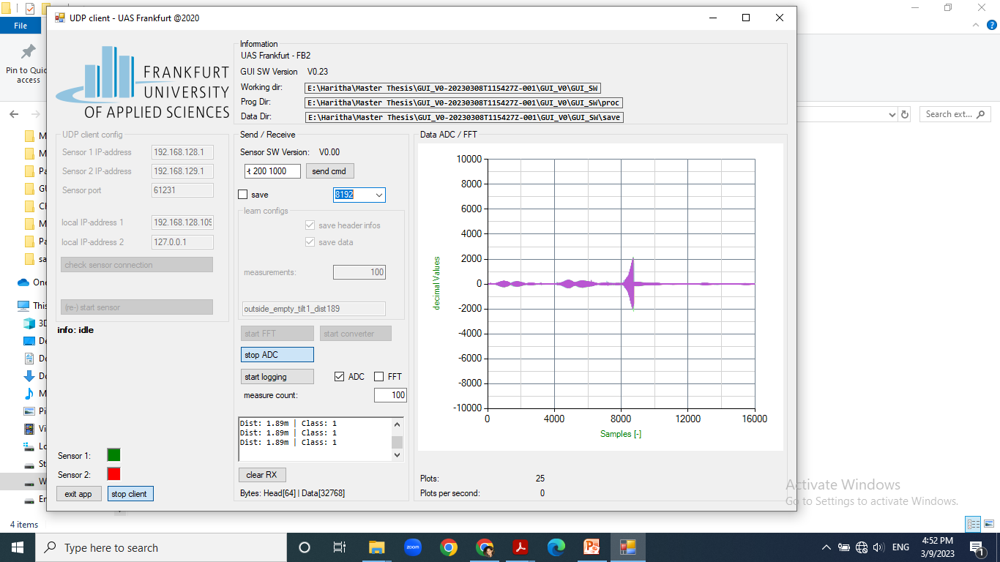 UDP client - UAS Frankfurt @2020
File
Pin to Quic
access
FRANKFURT
UNIVERSITY
OF APPLIED SCIENCES
Information
UAS Frankfurt - FB2
GUI SW Version V0.23
Working dir: E:\Haritha\Master Thesis\GUI_V0-20230308T115427Z-001\GUI_V0\GUI_SW
Prog Dir: E:\Haritha\Master Thesis\GUI_V0-20230308T115427Z-001\GUI_V0\GUI_SW\proc
Data Dir: E:\Haritha\Master Thesis\GUI_V0-20230308T115427Z-001\GUI_V0\GUI_SW\save
Search ext...
UDP client config
Sensor 1 IP-address 192.168.128.1
Sensor 2 IP-address 192.168.129.1
Sensor port 61231
local IP-address 1 192.168.128.109
local IP-address 2 127.0.0.1
check sensor connection
(re-) start sensor
info: idle
Sensor 1:
Sensor 2:
exit app stop client
Send / Receive
Sensor SW Version: V0.00
-t 200 1000 send cmd
save 8192
learn configs
save header infos
save data
measurements: 100
outside_empty_tilt1_dist189
start FFT start converter
stop ADC
start logging ADC FFT
measure count: 100
Dist: 1.89m | Class: 1
Dist: 1.89m | Class: 1
Dist: 1.89m | Class: 1
clear RX
Bytes: Head[64] | Data[32768]
Data ADC / FFT
10000
8000
6000
4000
2000
0
-2000
-4000
-6000
-8000
-10000
decimal Values
0 4000 8000 12000 16000
Samples [-]
Plots: 25
Plots per second: 0
Activate Windows
Go to Settings to activate Windows.
4 items
Type here to search
zoom
ENG
4:52 PM
3/9/2023
1